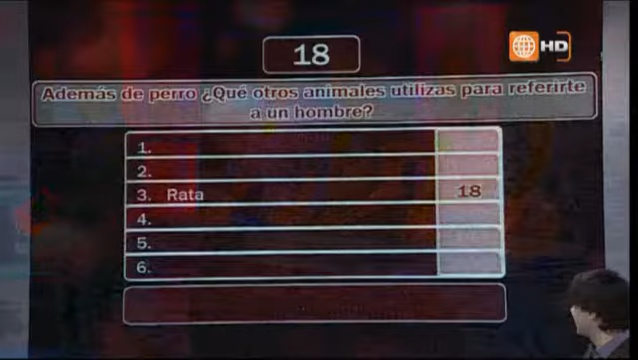 18
HD
Además de perro ¿Qué otros animales utilizas para referirte
a un hombre?
1.
2.
3. Rata 18
4.
5.
6.